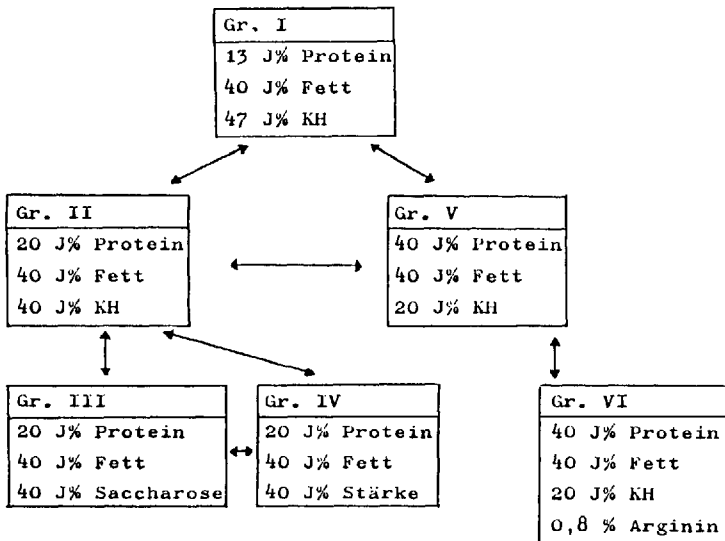 Gr. I
13 J% Protein
40 J% Fett
47 J% KH
Gr. II
20 J% Protein
40 J% Fett
40 J% KH
Gr. V
40 J% Protein
40 J% Fett
20 J% KH
Gr. III
20 J% Protein
40 J% Fett
40 J% Saccharose
Gr. IV
20 J% Protein
40 J% Fett
40 J% Stärke
Gr. VI
40 J% Protein
40 J% Fett
20 J% KH
0,8 % Arginin